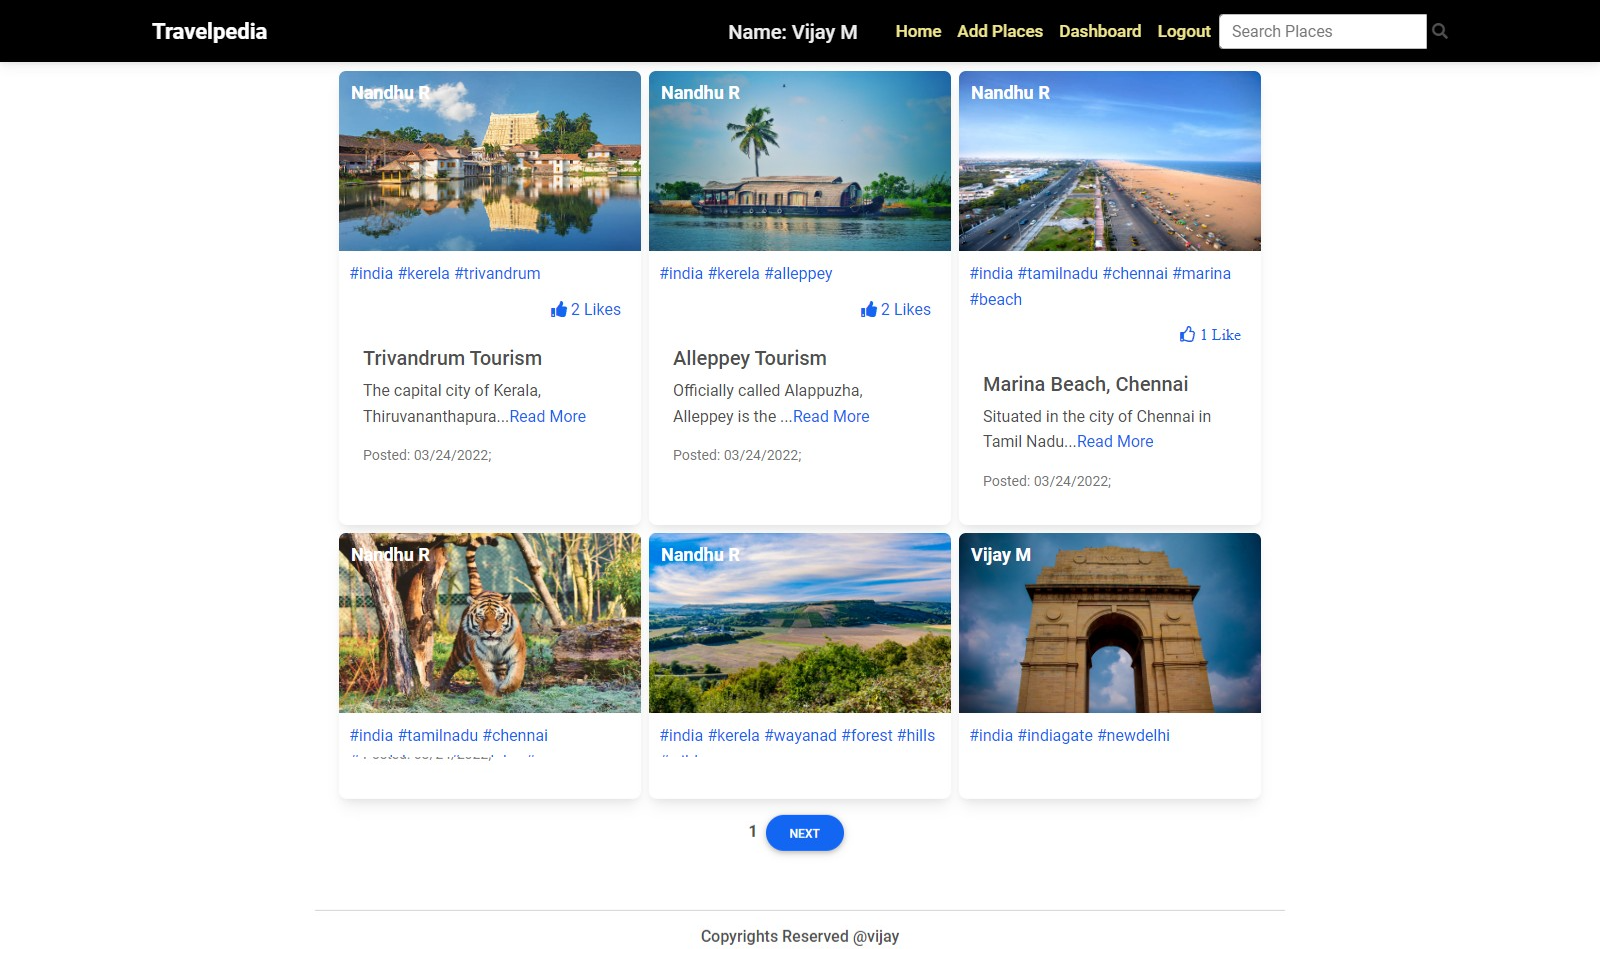 Travelpedia
Name: Vijay M
Home
Add Places
Dashboard
Logout
Search Places
Nandhu R
#india #kerela #trivandrum
2 Likes
Trivandrum Tourism
The capital city of Kerala,
Thiruvananthapura...Read More
Posted: 03/24/2022;
Nandhu R
#india #kerela #alleppey
2 Likes
Alleppey Tourism
Officially called Alappuzha,
Alleppey is the ...Read More
Posted: 03/24/2022;
Nandhu R
#india #tamilnadu #chennai #marina
#beach
1 Like
Marina Beach, Chennai
Situated in the city of Chennai in
Tamil Nadu...Read More
Posted: 03/24/2022;
Nandhu R
#india #tamilnadu #chennai
Nandhu R
#india #kerela #wayanad #forest #hills
Vijay M
#india #indiagate #newdelhi
1
NEXT
Copyrights Reserved @vijay